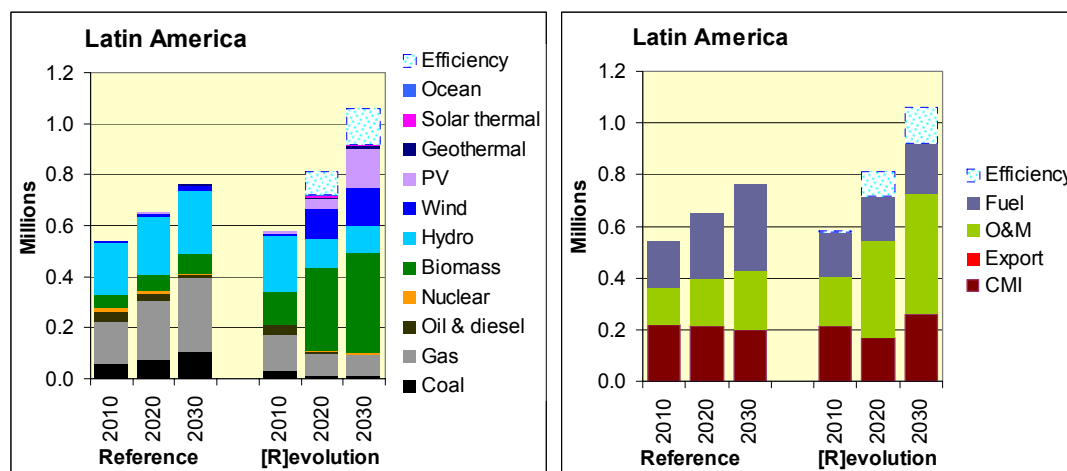 Latin America
Millions
1.2
1.0
0.8
0.6
0.4
0.2
0.0
2010
2020
2030
2010
2020
2030
Reference
[R]evolution
Efficiency
Ocean
Solar thermal
Geothermal
PV
Wind
Hydro
Biomass
Nuclear
Oil & diesel
Gas
Coal
Latin America
Millions
1.2
1.0
0.8
0.6
0.4
0.2
0.0
2010
2020
2030
2010
2020
2030
Reference
[R]evolution
Efficiency
Fuel
O&M
Export
CMI